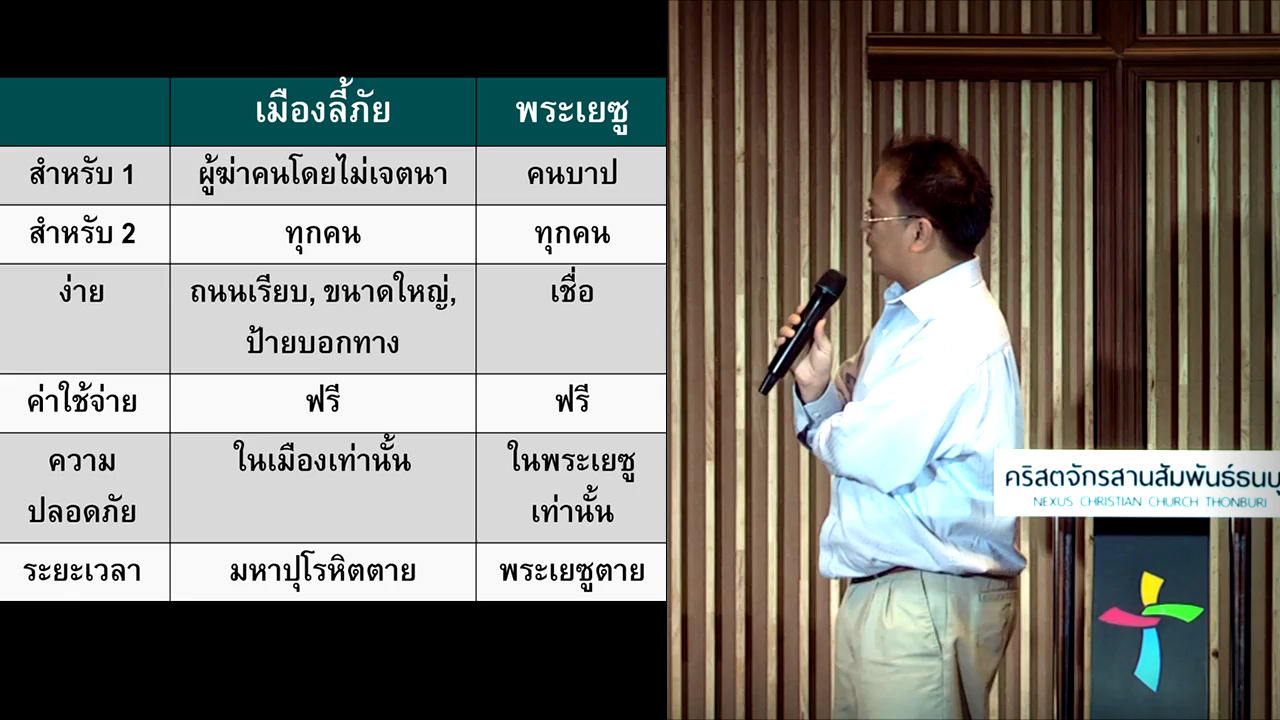 เมืองลี้ภัย พระเยซู
สำหรับ 1 ผู้ฆ่าคนโดยไม่เจตนา คนบาป
สำหรับ 2 ทุกคน ทุกคน
ง่าย ถนนเรียบ, ขนาดใหญ่, เชื่อ
ป้ายบอกทาง
ค่าใช้จ่าย ฟรี ฟรี
ความ ในเมืองเท่านั้น ในพระเยซู
ปลอดภัย เท่านั้น
ระยะเวลา มหาปุโรหิตตาย พระเยซูตาย
คริสตจักรสานสัมพันธ์ธนบุ
NEXUS CHRISTIAN CHURCH THONBURI